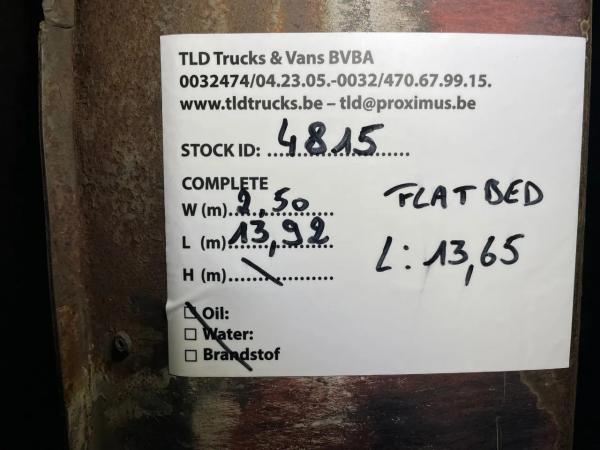 TLD Trucks & Vans BVBA
0032474/04.23.05.-0032/470.67.99.15.
www.tldtrucks.be – tld@proximus.be
STOCK ID: 4815
COMPLETE
W (m) 2,50
FLATBED
L (m) 13,92
L: 13,65
H (m)
Oil:
Water:
Brandstof